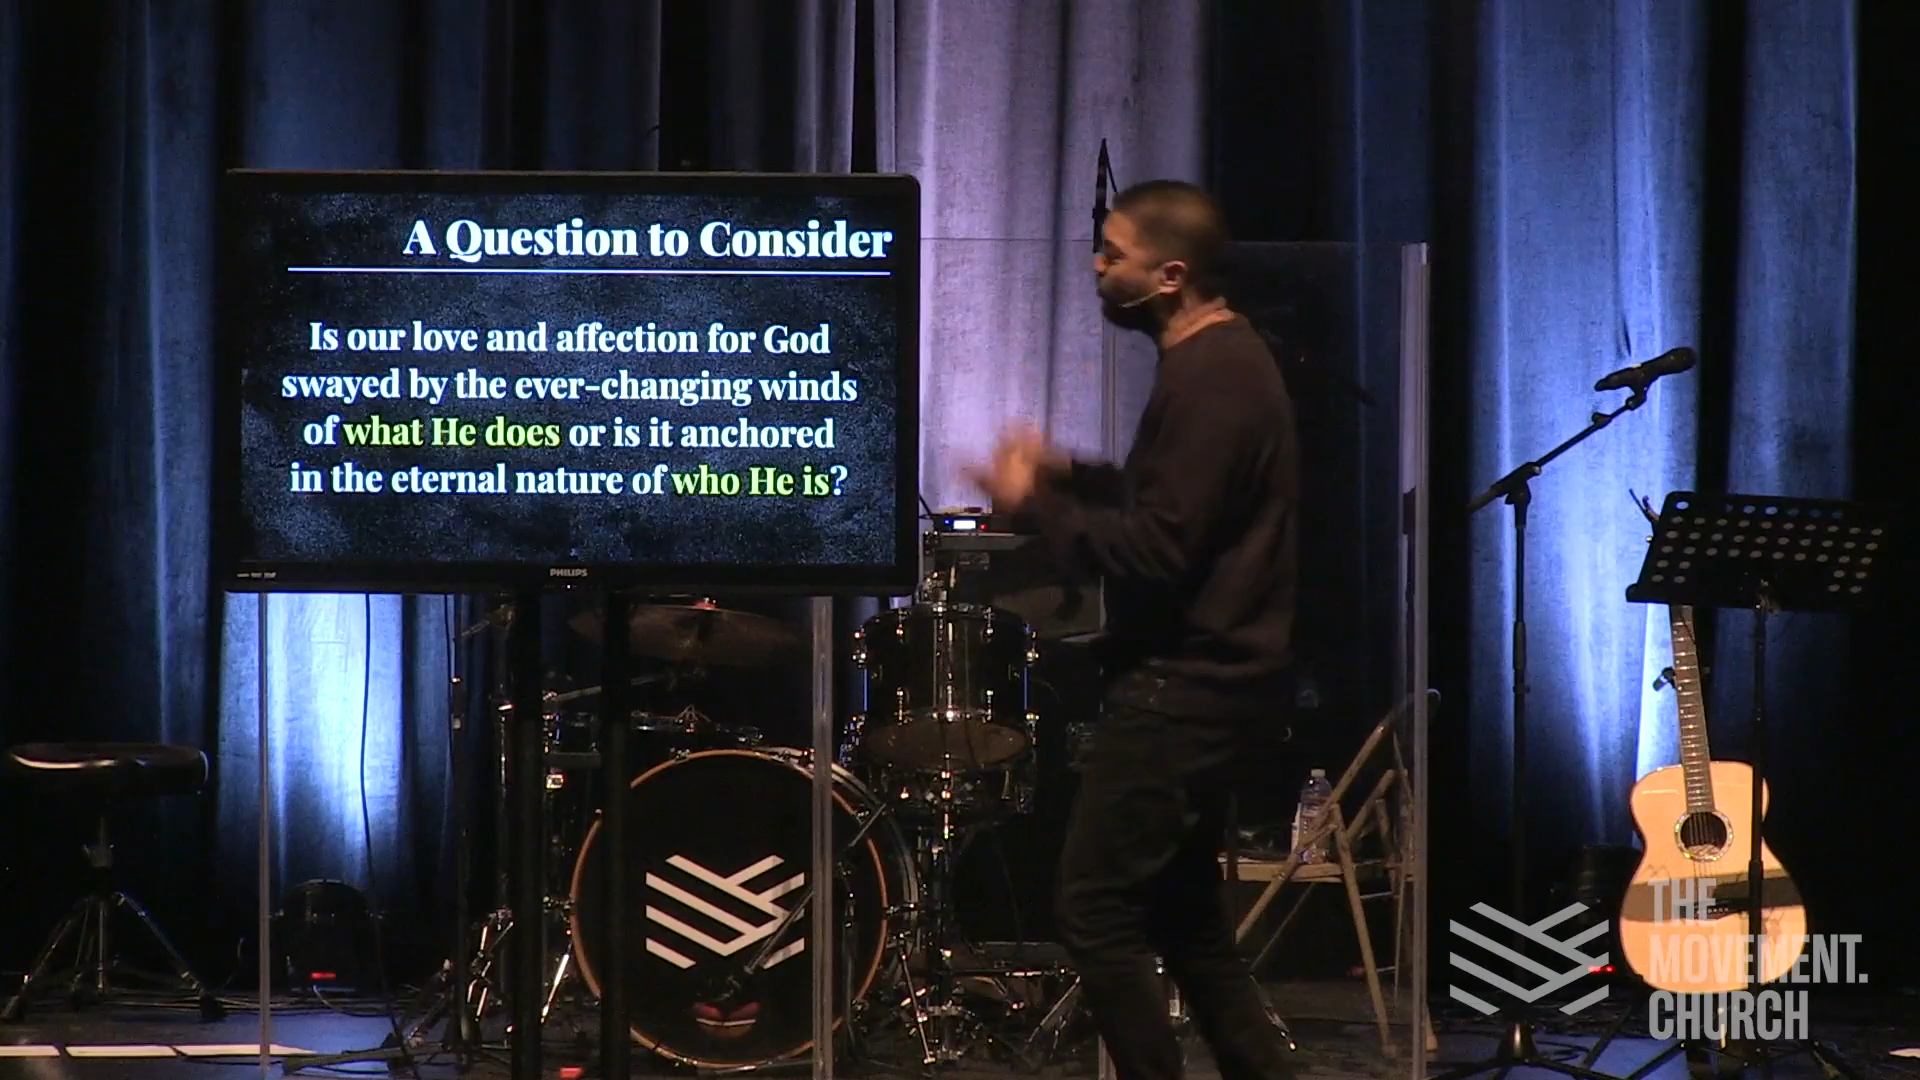 A Question to Consider
Is our love and affection for God
swayed by the ever-changing winds
of what He does or is it anchored
in the eternal nature of who He is?
PHILIPS
THE
MOVEMENT.
CHURCH